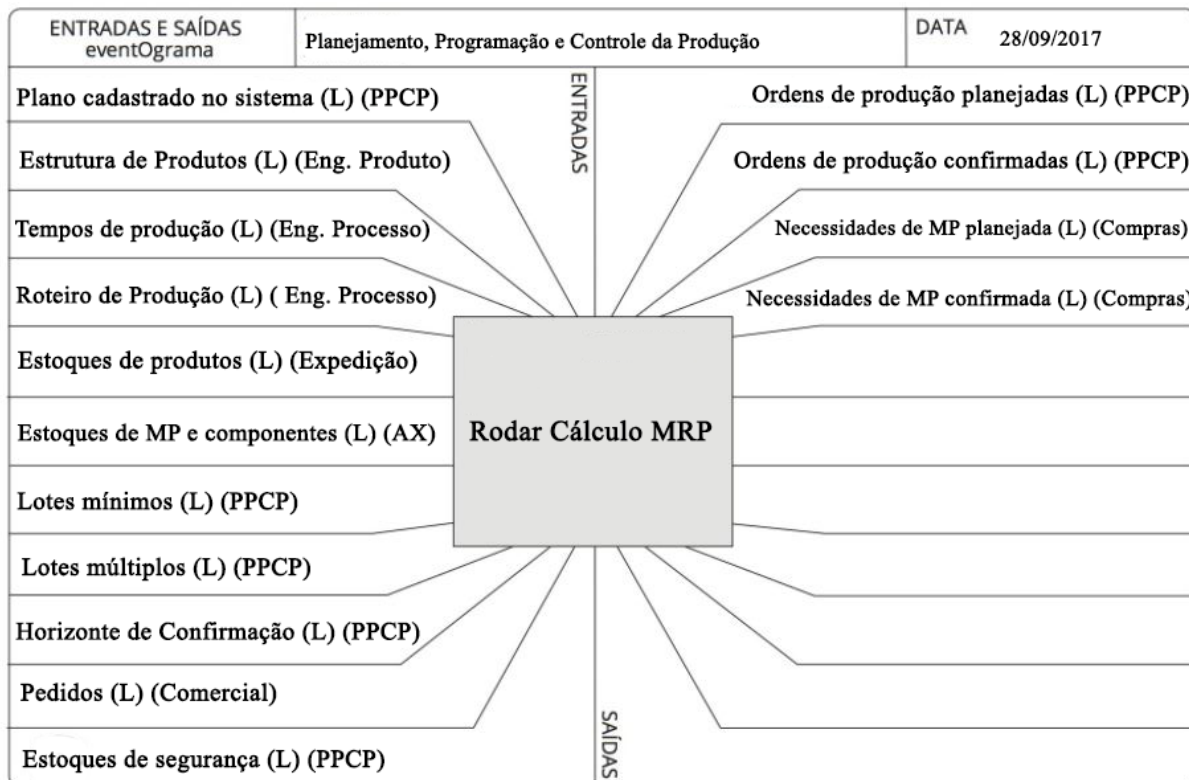 ENTRADAS E SAÍDAS
eventOgrama
Planejamento, Programação e Controle da Produção
DATA 28/09/2017
ENTRADAS
Plano cadastrado no sistema (L) (PPCP)
Estrutura de Produtos (L) (Eng. Produto)
Tempos de produção (L) (Eng. Processo)
Roteiro de Produção (L) ( Eng. Processo)
Estoques de produtos (L) (Expedição)
Estoques de MP e componentes (L) (AX)
Lotes mínimos (L) (PPCP)
Lotes múltiplos (L) (PPCP)
Horizonte de Confirmação (L) (PPCP)
Pedidos (L) (Comercial)
Estoques de segurança (L) (PPCP)
Rodar Cálculo MRP
Ordens de produção planejadas (L) (PPCP)
Ordens de produção confirmadas (L) (PPCP)
Necessidades de MP planejada (L) (Compras)
Necessidades de MP confirmada (L) (Compras)
SAÍDAS